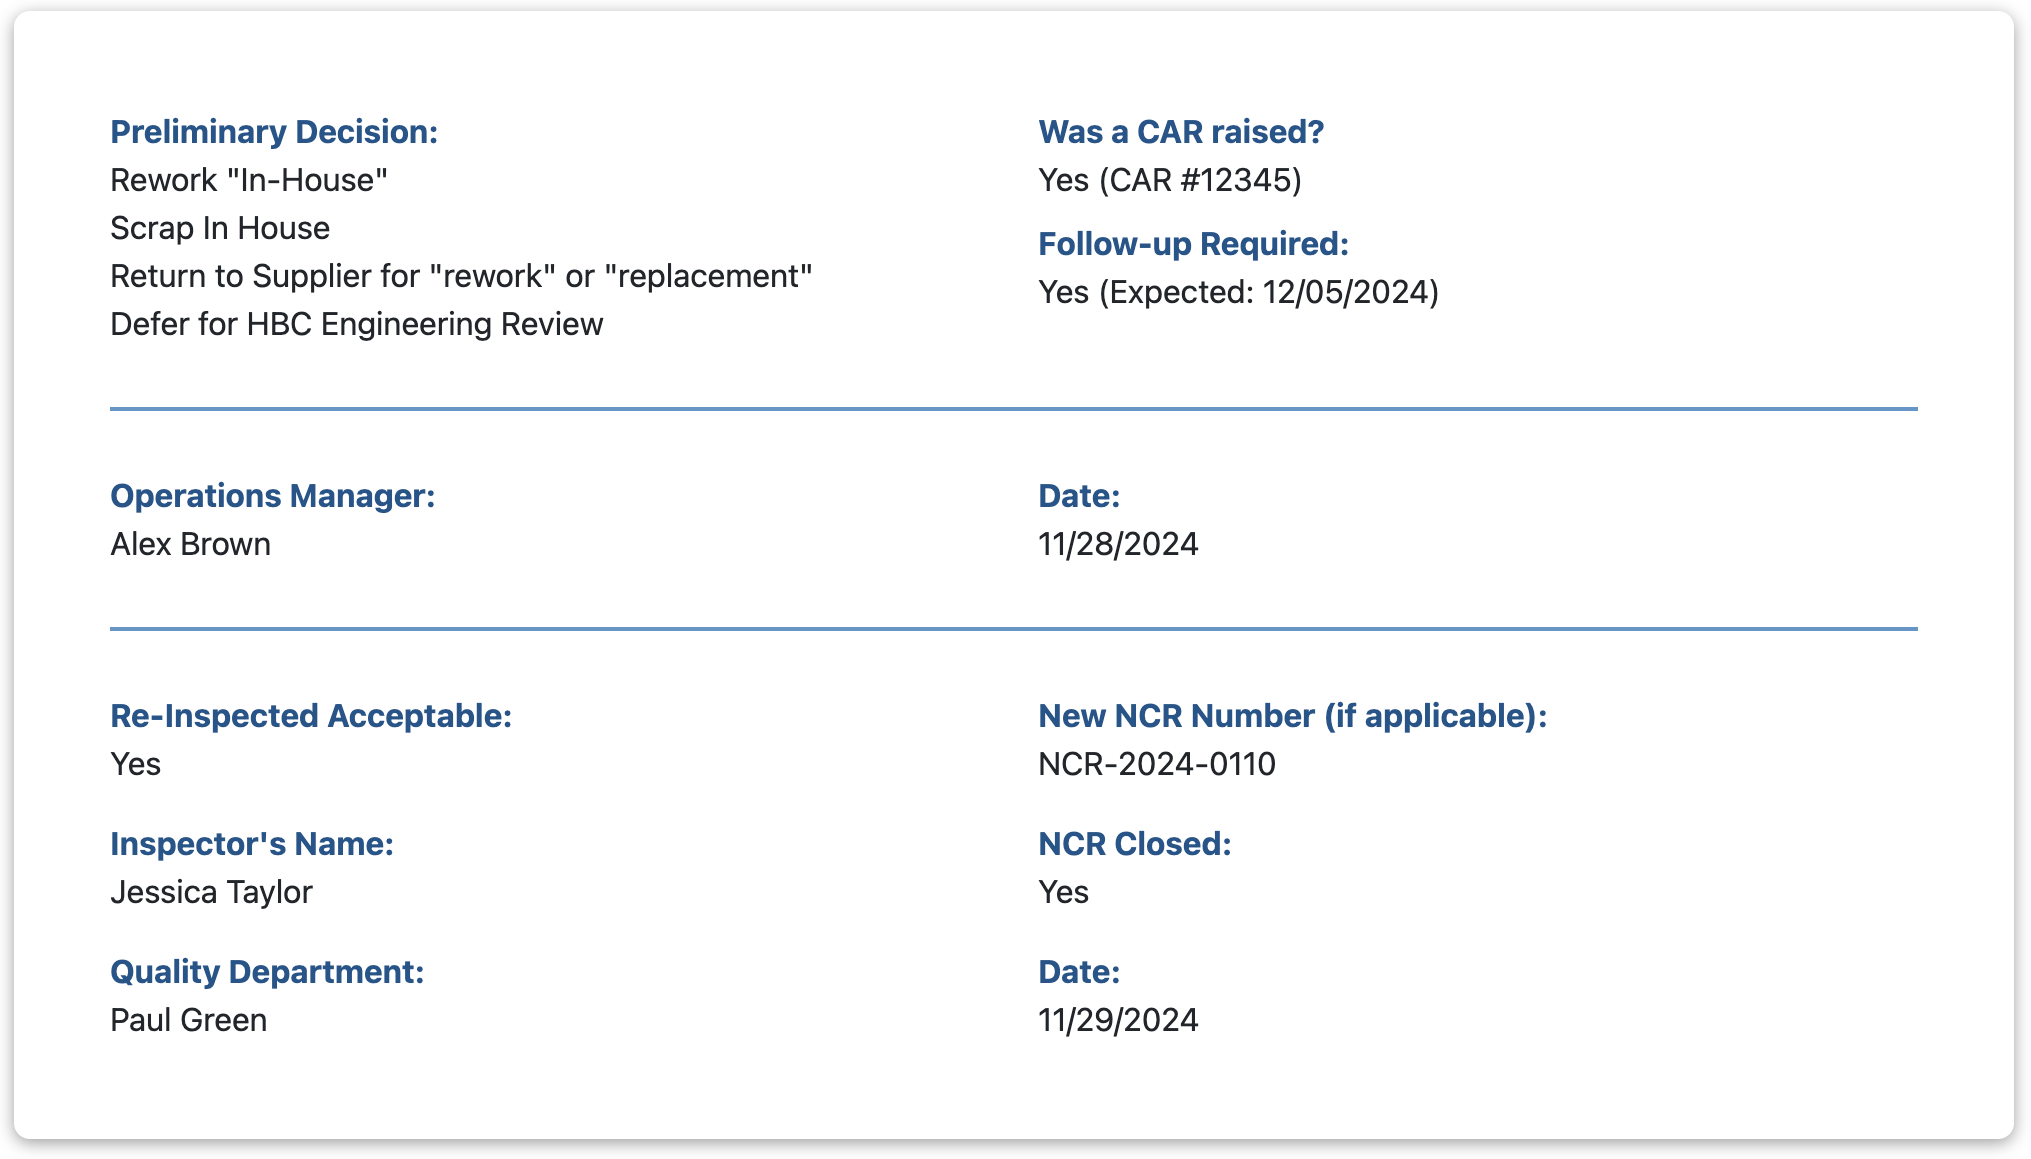 Preliminary Decision:
Rework "In-House"
Scrap In House
Return to Supplier for "rework" or "replacement"
Defer for HBC Engineering Review
Was a CAR raised?
Yes (CAR #12345)
Follow-up Required:
Yes (Expected: 12/05/2024)
Operations Manager:
Alex Brown
Date:
11/28/2024
Re-Inspected Acceptable:
Yes
New NCR Number (if applicable):
NCR-2024-0110
Inspector's Name:
Jessica Taylor
NCR Closed:
Yes
Quality Department:
Paul Green
Date:
11/29/2024